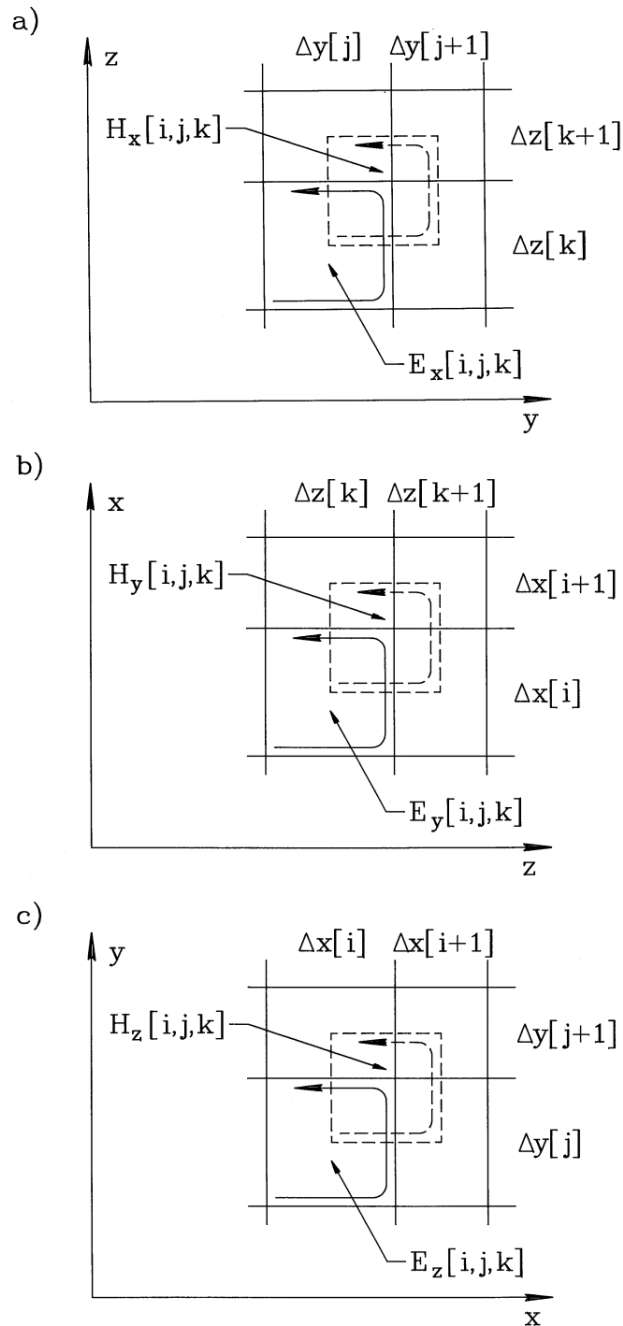 a)
Δy[j] Δy[j+1]
z
H_x[i,j,k]
Δz[k+1]
Δz[k]
E_x[i,j,k]
y
b)
Δz[k] Δz[k+1]
x
H_y[i,j,k]
Δx[i+1]
Δx[i]
E_y[i,j,k]
z
c)
Δx[i] Δx[i+1]
y
H_z[i,j,k]
Δy[j+1]
Δy[j]
E_z[i,j,k]
x